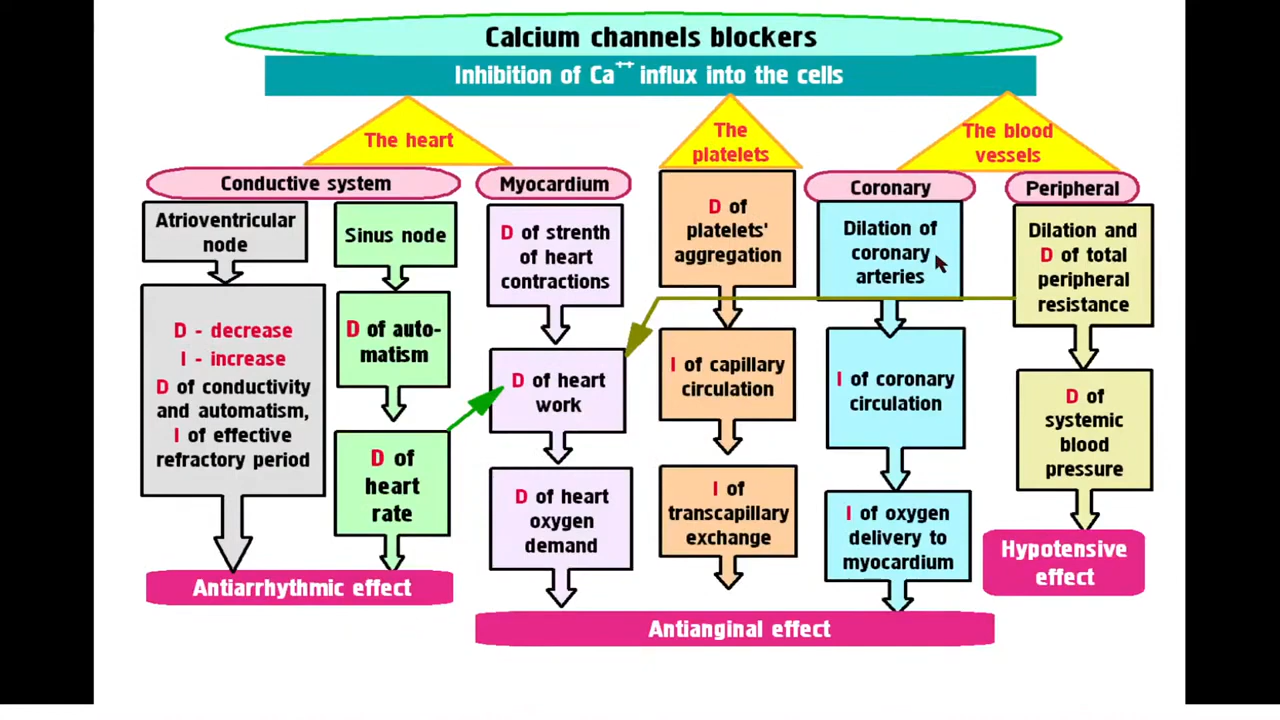 Calcium channels blockers
Inhibition of Ca++ influx into the cells
The heart
The
platelets
The blood
vessels
Conductive system
Myocardium
Coronary
Peripheral
Atrioventricular
node
D - decrease
I - increase
D of conductivity
and automatism,
I of effective
refractory period
Sinus node
D of auto-
matism
D of
heart
rate
Antiarrhythmic effect
D of strenth
of heart
contractions
D of heart
work
D of heart
oxygen
demand
D of
platelets'
aggregation
I of capillary
circulation
I of
transcapillary
exchange
Dilation of
coronary
arteries
I of coronary
circulation
I of oxygen
delivery to
myocardium
Antianginal effect
Dilation and
D of total
peripheral
resistance
D of
systemic
blood
pressure
Hypotensive
effect